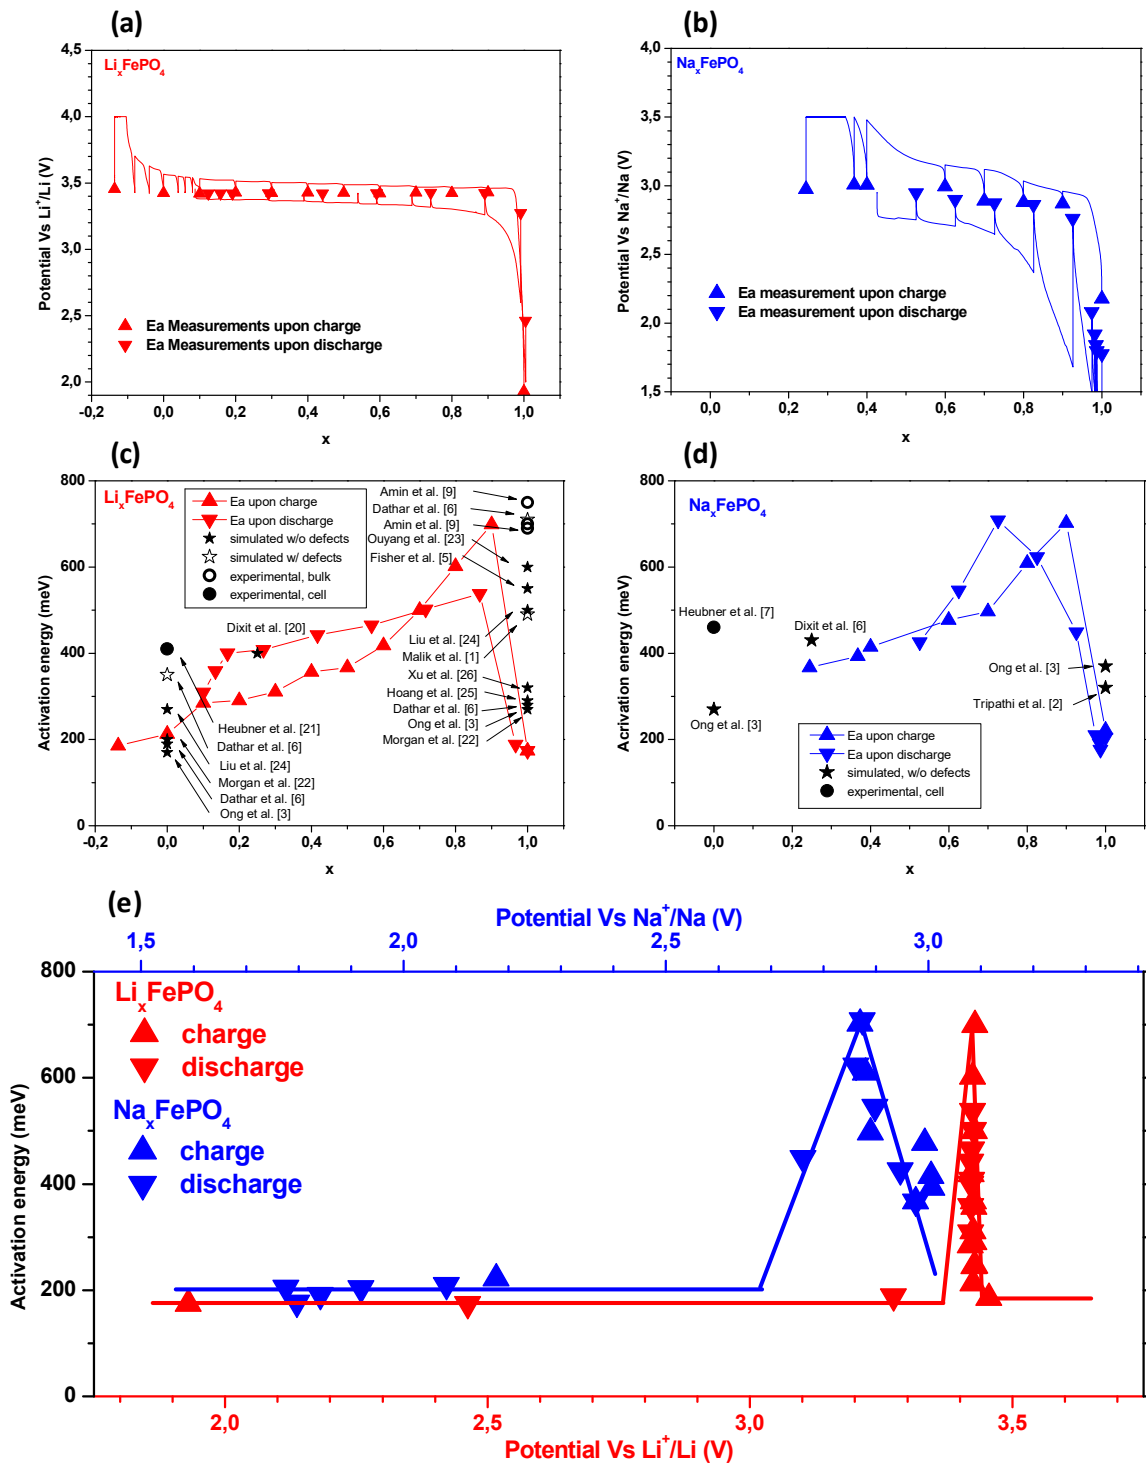 (a)
4,5
4,0
3,5
3,0
2,5
2,0
Potential Vs Li+/Li (V)
LixFePO4
Ea Measurements upon charge
Ea Measurements upon discharge
-0,2 0,0 0,2 0,4 0,6 0,8 1,0
x
(b)
4,0
3,5
3,0
2,5
2,0
1,5
Potential Vs Na+/Na (V)
NaxFePO4
Ea measurement upon charge
Ea measurement upon discharge
0,0 0,2 0,4 0,6 0,8 1,0
x
(c)
800
600
400
200
0
Activation energy (meV)
LixFePO4
Ea upon charge
Ea upon discharge
simulated w/o defects
simulated w/ defects
experimental, bulk
experimental, cell
Amin et al. [9]
Dathar et al. [6]
Amin et al. [9]
Ouyang et al. [23]
Fisher et al. [5]
Dixit et al. [20]
Liu et al. [24]
Malik et al. [1]
Xu et al. [26]
Hoang et al. [25]
Dathar et al. [6]
Ong et al. [3]
Morgan et al. [22]
Heubner et al. [21]
Dathar et al. [6]
Liu et al. [24]
Morgan et al. [22]
Dathar et al. [6]
Ong et al. [3]
-0,2 0,0 0,2 0,4 0,6 0,8 1,0
x
(d)
800
600
400
200
0
Acrivation energy (meV)
NaxFePO4
Heubner et al. [7]
Dixit et al. [6]
Ong et al. [3]
Ong et al. [3]
Tripathi et al. [2]
Ea upon charge
Ea upon discharge
simulated, w/o defects
experimental, cell
0,0 0,2 0,4 0,6 0,8 1,0
x
(e)
Potential Vs Na+/Na (V)
1,5 2,0 2,5 3,0
800
600
400
200
0
Activation energy (meV)
LixFePO4
charge
discharge
NaxFePO4
charge
discharge
2,0 2,5 3,0 3,5
Potential Vs Li+/Li (V)